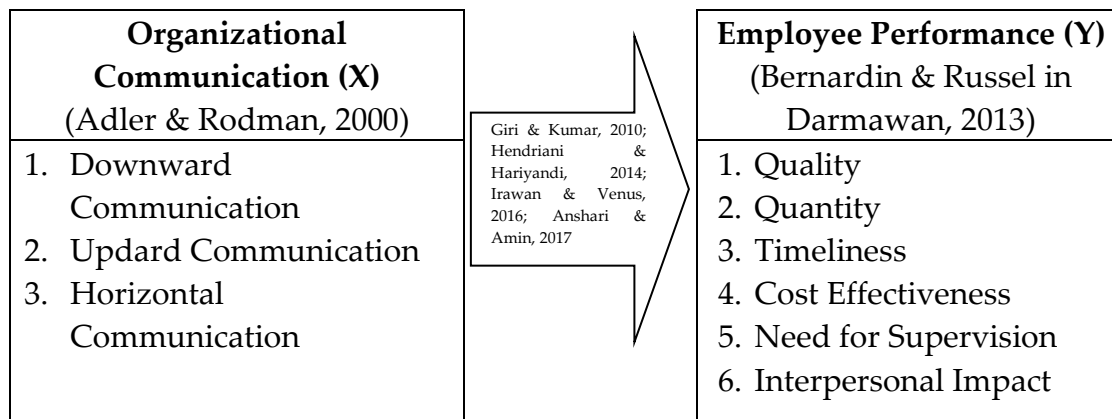 Organizational
Communication (X)
(Adler & Rodman, 2000)
1. Downward
Communication
2. Updard Communication
3. Horizontal
Communication
Giri & Kumar, 2010;
Hendriani &
Hariyandi, 2014;
Irawan & Venus,
2016; Anshari &
Amin, 2017
Employee Performance (Y)
(Bernardin & Russel in
Darmawan, 2013)
1. Quality
2. Quantity
3. Timeliness
4. Cost Effectiveness
5. Need for Supervision
6. Interpersonal Impact